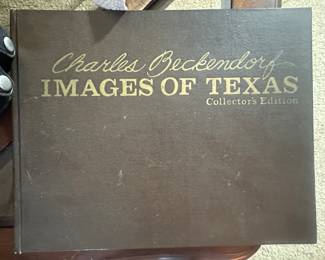 Charles Beckendorf
IMAGES OF TEXAS
Collector's Edition